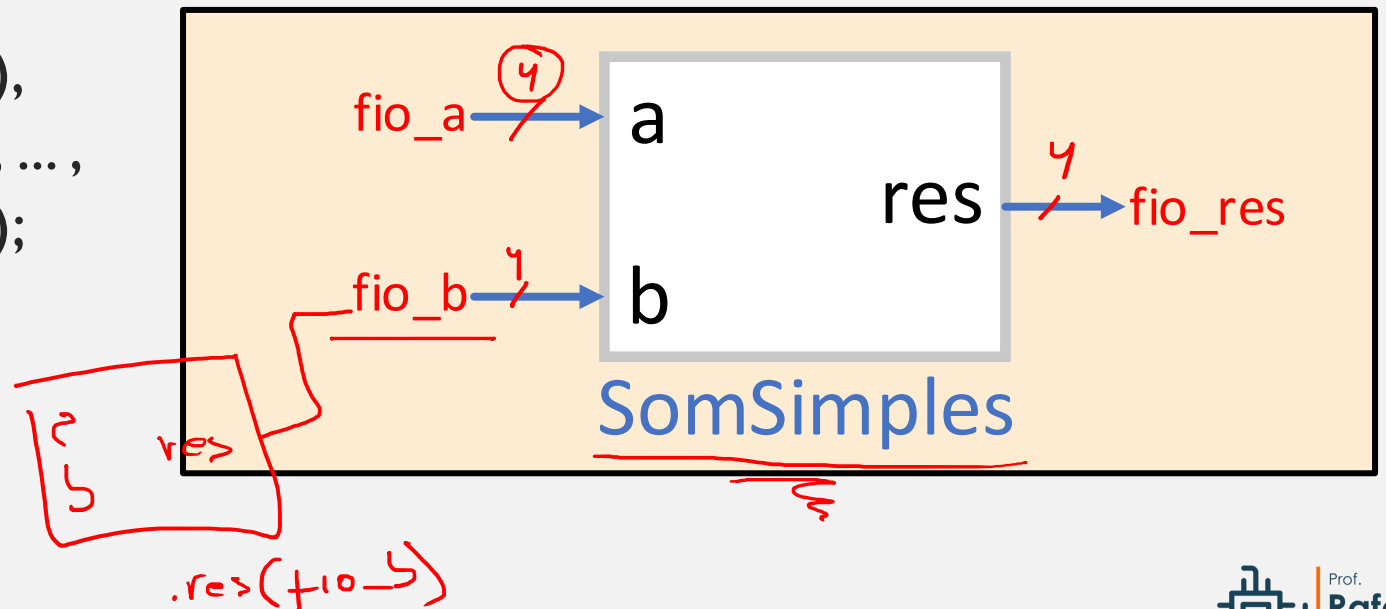 ),
, ... ,
);
4
fio_a
a
4
res
fio_res
4
fio_b
b
SomSimples
a
res
b
.res(fio_b)
Prof.